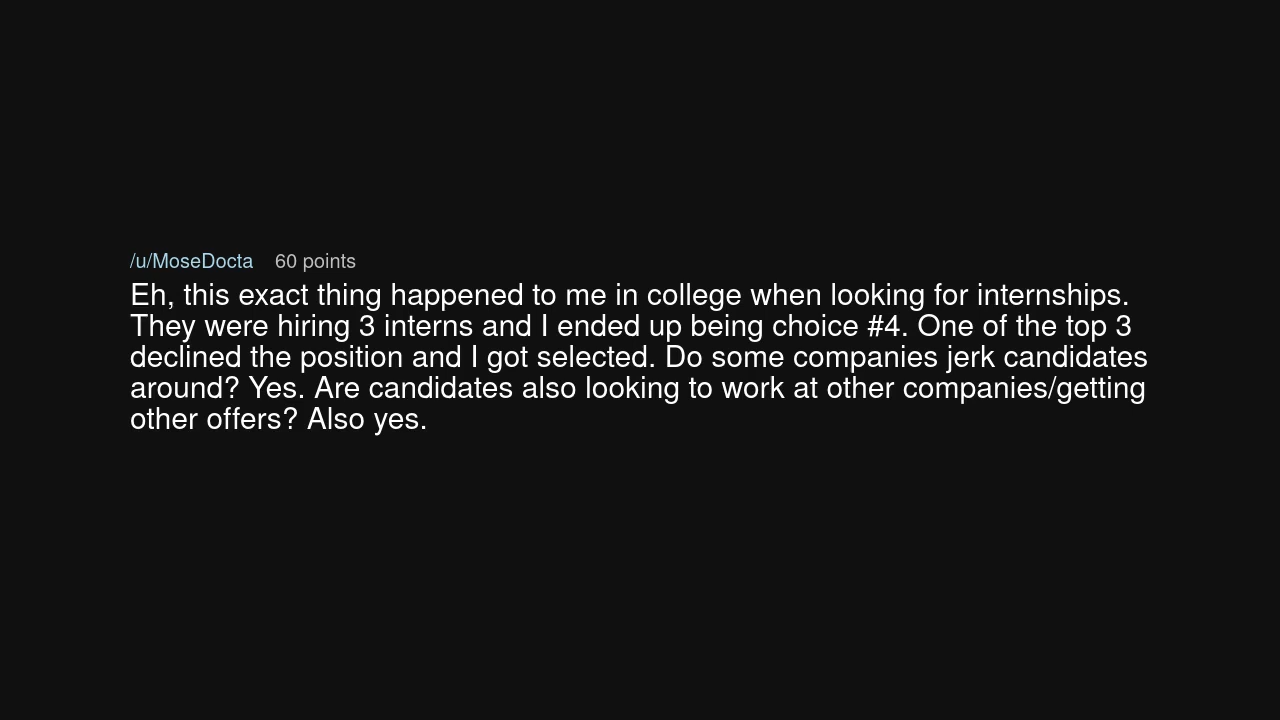 /u/MoseDocta 60 points
Eh, this exact thing happened to me in college when looking for internships.
They were hiring 3 interns and I ended up being choice #4. One of the top 3
declined the position and I got selected. Do some companies jerk candidates
around? Yes. Are candidates also looking to work at other companies/getting
other offers? Also yes.